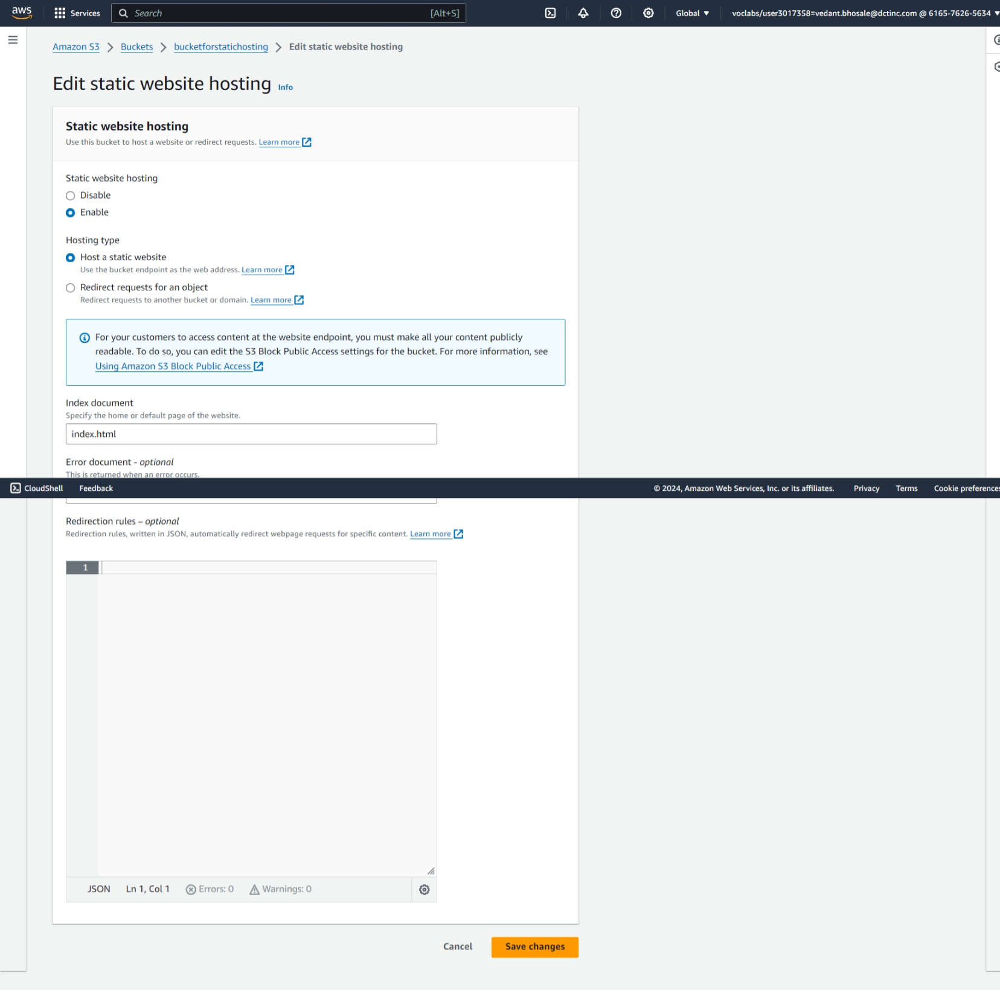 aws Services Search [Alt+S] Global voclabs/user3017358=vedant.bhosale@dctinc.com @ 6165-7626-5634
Amazon S3 Buckets bucketforstatichosting Edit static website hosting
Edit static website hosting Info
Static website hosting
Use this bucket to host a website or redirect requests. Learn more
Static website hosting
Disable
Enable
Hosting type
Host a static website
Use the bucket endpoint as the web address. Learn more
Redirect requests for an object
Redirect requests to another bucket or domain. Learn more
For your customers to access content at the website endpoint, you must make all your content publicly
readable. To do so, you can edit the S3 Block Public Access settings for the bucket. For more information, see
Using Amazon S3 Block Public Access
Index document
Specify the home or default page of the website.
index.html
Error document - optional
This is returned when an error occurs.
CloudShell Feedback © 2024, Amazon Web Services, Inc. or its affiliates. Privacy Terms Cookie preferences
Redirection rules – optional
Redirection rules, written in JSON, automatically redirect webpage requests for specific content. Learn more
1
JSON Ln 1, Col 1 Errors: 0 Warnings: 0
Cancel Save changes